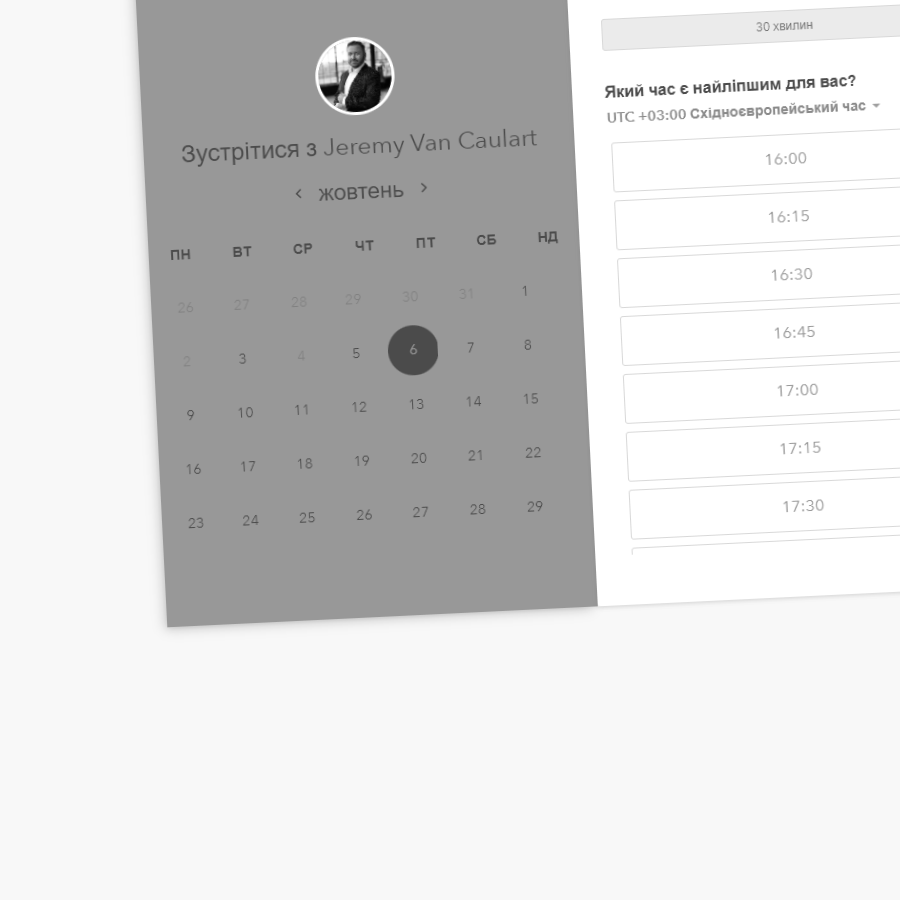 Зустрітися з Jeremy Van Caulart
жовтень
ПН ВТ СР ЧТ ПТ СБ НД
26 27 28 29 30 31 1
2 3 4 5 6 7 8
9 10 11 12 13 14 15
16 17 18 19 20 21 22
23 24 25 26 27 28 29
30 хвилин
Який час є найліпшим для вас?
UTC +03:00 Східноєвропейський час
16:00
16:15
16:30
16:45
17:00
17:15
17:30